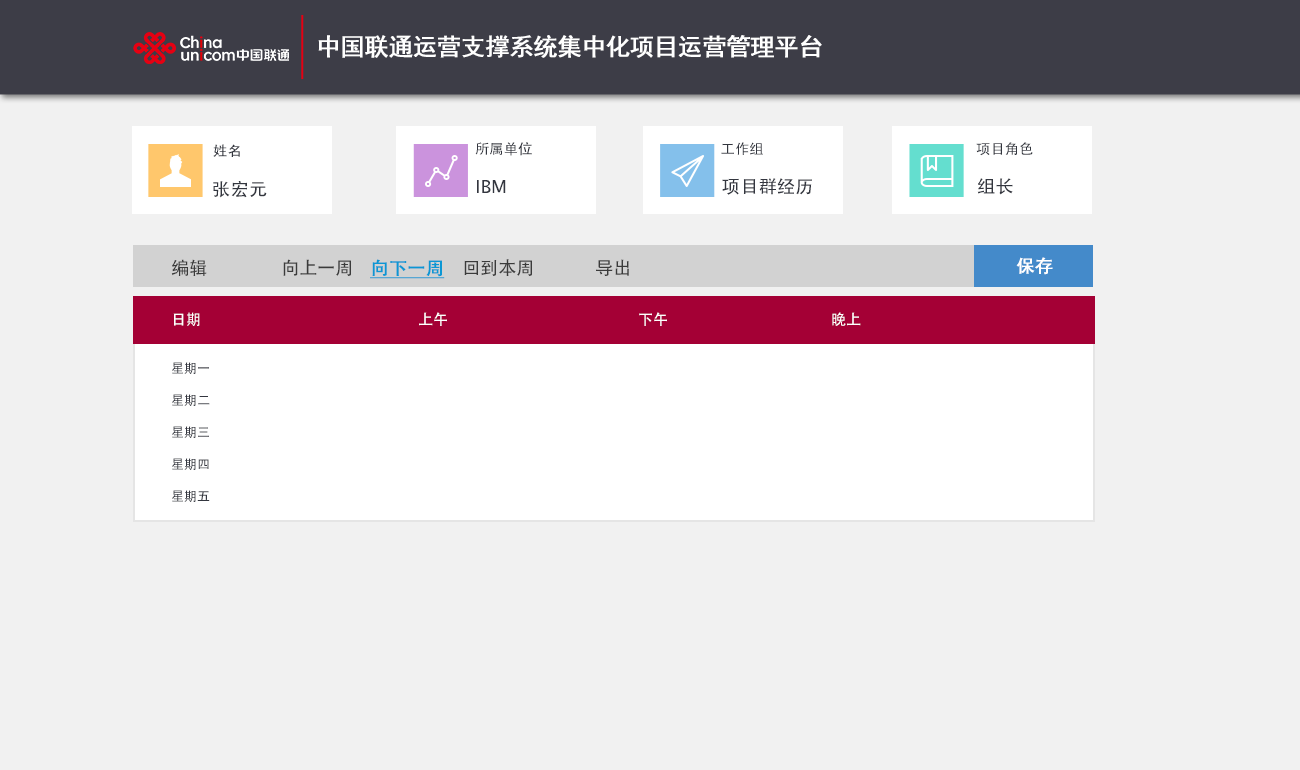 China unicom中国联通
中国联通运营支撑系统集中化项目运营管理平台
姓名
张宏元
所属单位
IBM
工作组
项目群经历
项目角色
组长
编辑 向上一周 向下一周 回到本周 导出 保存
日期 上午 下午 晚上
星期一
星期二
星期三
星期四
星期五